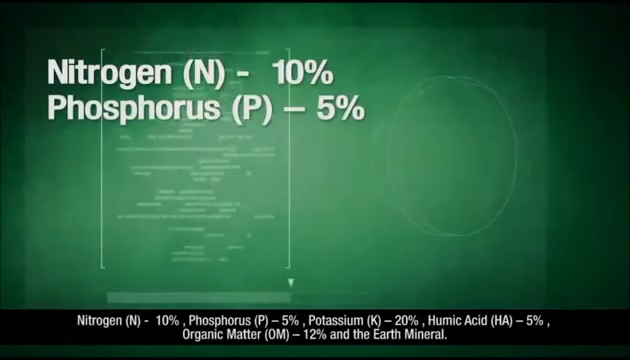 Nitrogen (N) - 10%
Phosphorus (P) – 5%
Nitrogen (N) - 10% , Phosphorus (P) – 5% , Potassium (K) – 20% , Humic Acid (HA) – 5% ,
Organic Matter (OM) – 12% and the Earth Mineral.